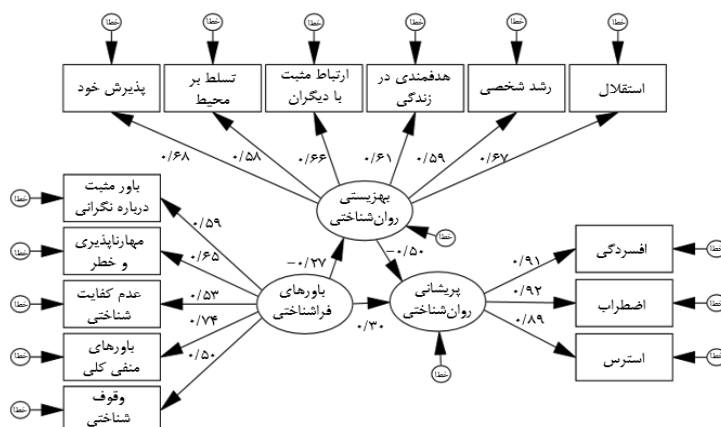 خطا
خطا
خطا
خطا
خطا
خطا
پذیرش خود
تسلط بر
محیط
ارتباط مثبت
با دیگران
هدفمندی در
زندگی
رشد شخصی
استقلال
۰/۶۸
۰/۵۸
۰/۶۶
۰/۶۱
۰/۵۹
۰/۶۷
بهزیستی
روان‌شناختی
خطا
باور مثبت
درباره نگرانی
خطا
مهارناپذیری
و خطر
خطا
عدم کفایت
شناختی
خطا
باورهای
منفی کلی
خطا
وقوف
شناختی
خطا
۰/۵۹
۰/۶۵
۰/۵۳
۰/۷۴
۰/۵۰
باورهای
فراشناختی
−۰/۲۷
−۰/۵۰
۰/۳۰
پریشانی
روان‌شناختی
خطا
۰/۹۱
۰/۹۲
۰/۸۹
افسردگی
خطا
اضطراب
خطا
استرس
خطا